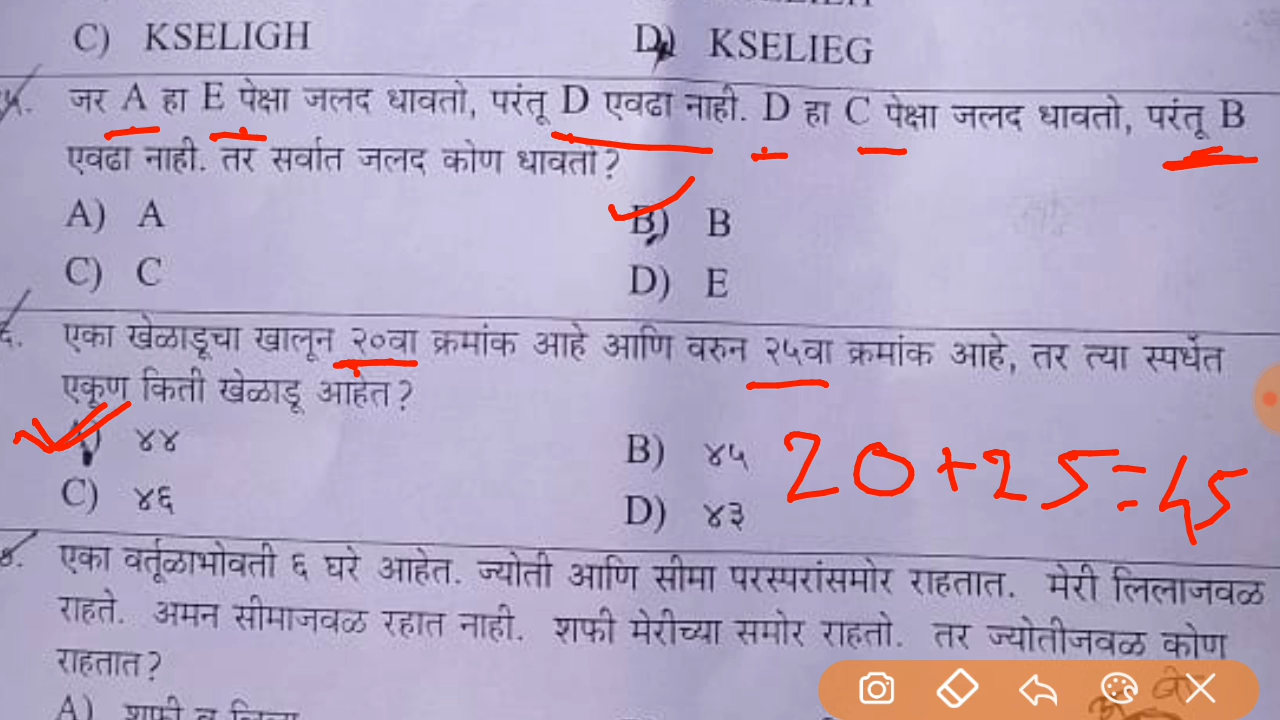 C) KSELIGH D) KSELIEG
५. जर A हा E पेक्षा जलद धावतो, परंतू D एवढा नाही. D हा C पेक्षा जलद धावतो, परंतू B
एवढा नाही. तर सर्वात जलद कोण धावतो?
A) A B) B
C) C D) E
६. एका खेळाडूचा खालून २०वा क्रमांक आहे आणि वरुन २५वा क्रमांक आहे, तर त्या स्पर्धेत
एकूण किती खेळाडू आहेत?
A) ४४ B) ४५
20+25=45
C) ४६ D) ४३
एका वर्तूळाभोवती ६ घरे आहेत. ज्योती आणि सीमा परस्परांसमोर राहतात. मेरी लिलाजवळ
राहते. अमन सीमाजवळ रहात नाही. शफी मेरीच्या समोर राहतो. तर ज्योतीजवळ कोण
राहतात?
A) शफी व लिला